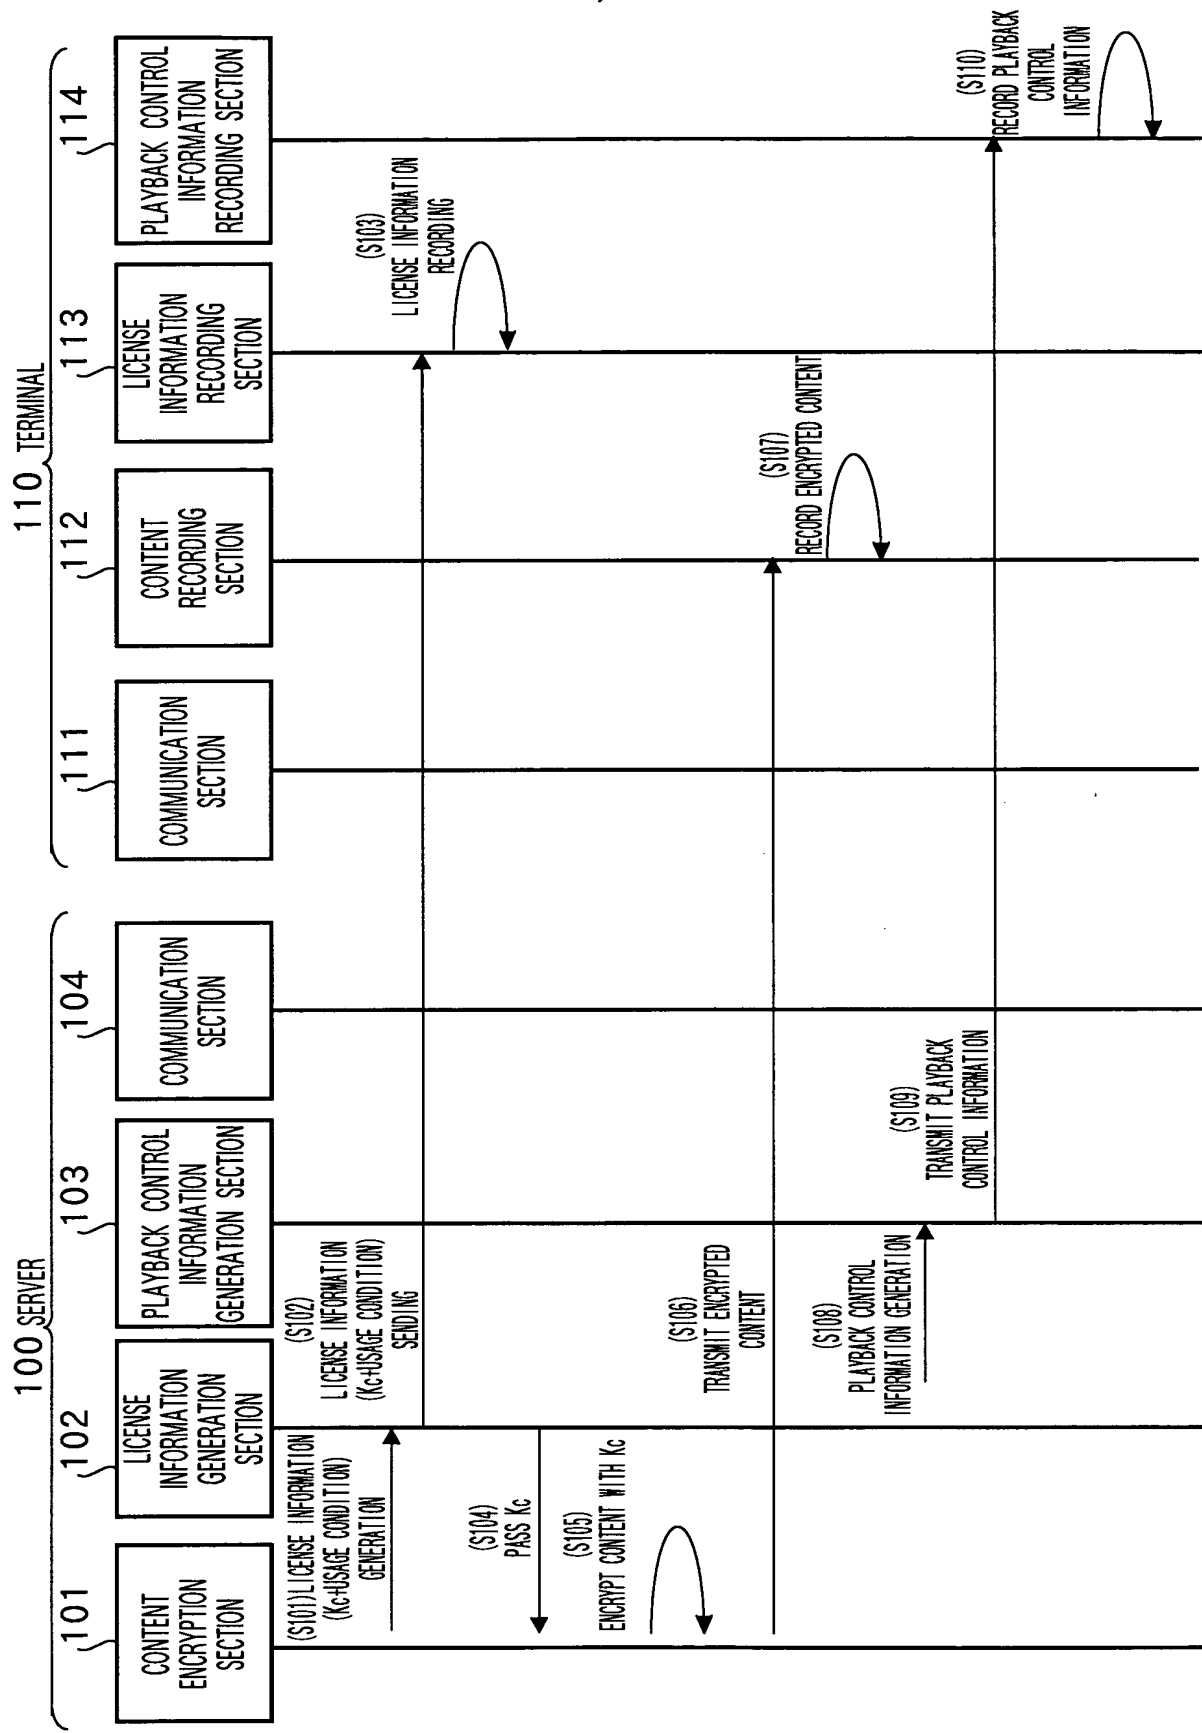 100 SERVER
110 TERMINAL
101
CONTENT
ENCRYPTION
SECTION
102
LICENSE
INFORMATION
GENERATION
SECTION
103
PLAYBACK CONTROL
INFORMATION
GENERATION SECTION
104
COMMUNICATION
SECTION
111
COMMUNICATION
SECTION
112
CONTENT
RECORDING
SECTION
113
LICENSE
INFORMATION
RECORDING
SECTION
114
PLAYBACK CONTROL
INFORMATION
RECORDING SECTION
(S101)LICENSE INFORMATION
(Kc+USAGE CONDITION)
GENERATION
(S102)
LICENSE INFORMATION
(Kc+USAGE CONDITION)
SENDING
(S103)
LICENSE INFORMATION
RECORDING
(S104)
PASS Kc
(S105)
ENCRYPT CONTENT WITH Kc
(S106)
TRANSMIT ENCRYPTED
CONTENT
(S107)
RECORD ENCRYPTED CONTENT
(S108)
PLAYBACK CONTROL
INFORMATION GENERATION
(S109)
TRANSMIT PLAYBACK
CONTROL INFORMATION
(S110)
RECORD PLAYBACK
CONTROL
INFORMATION